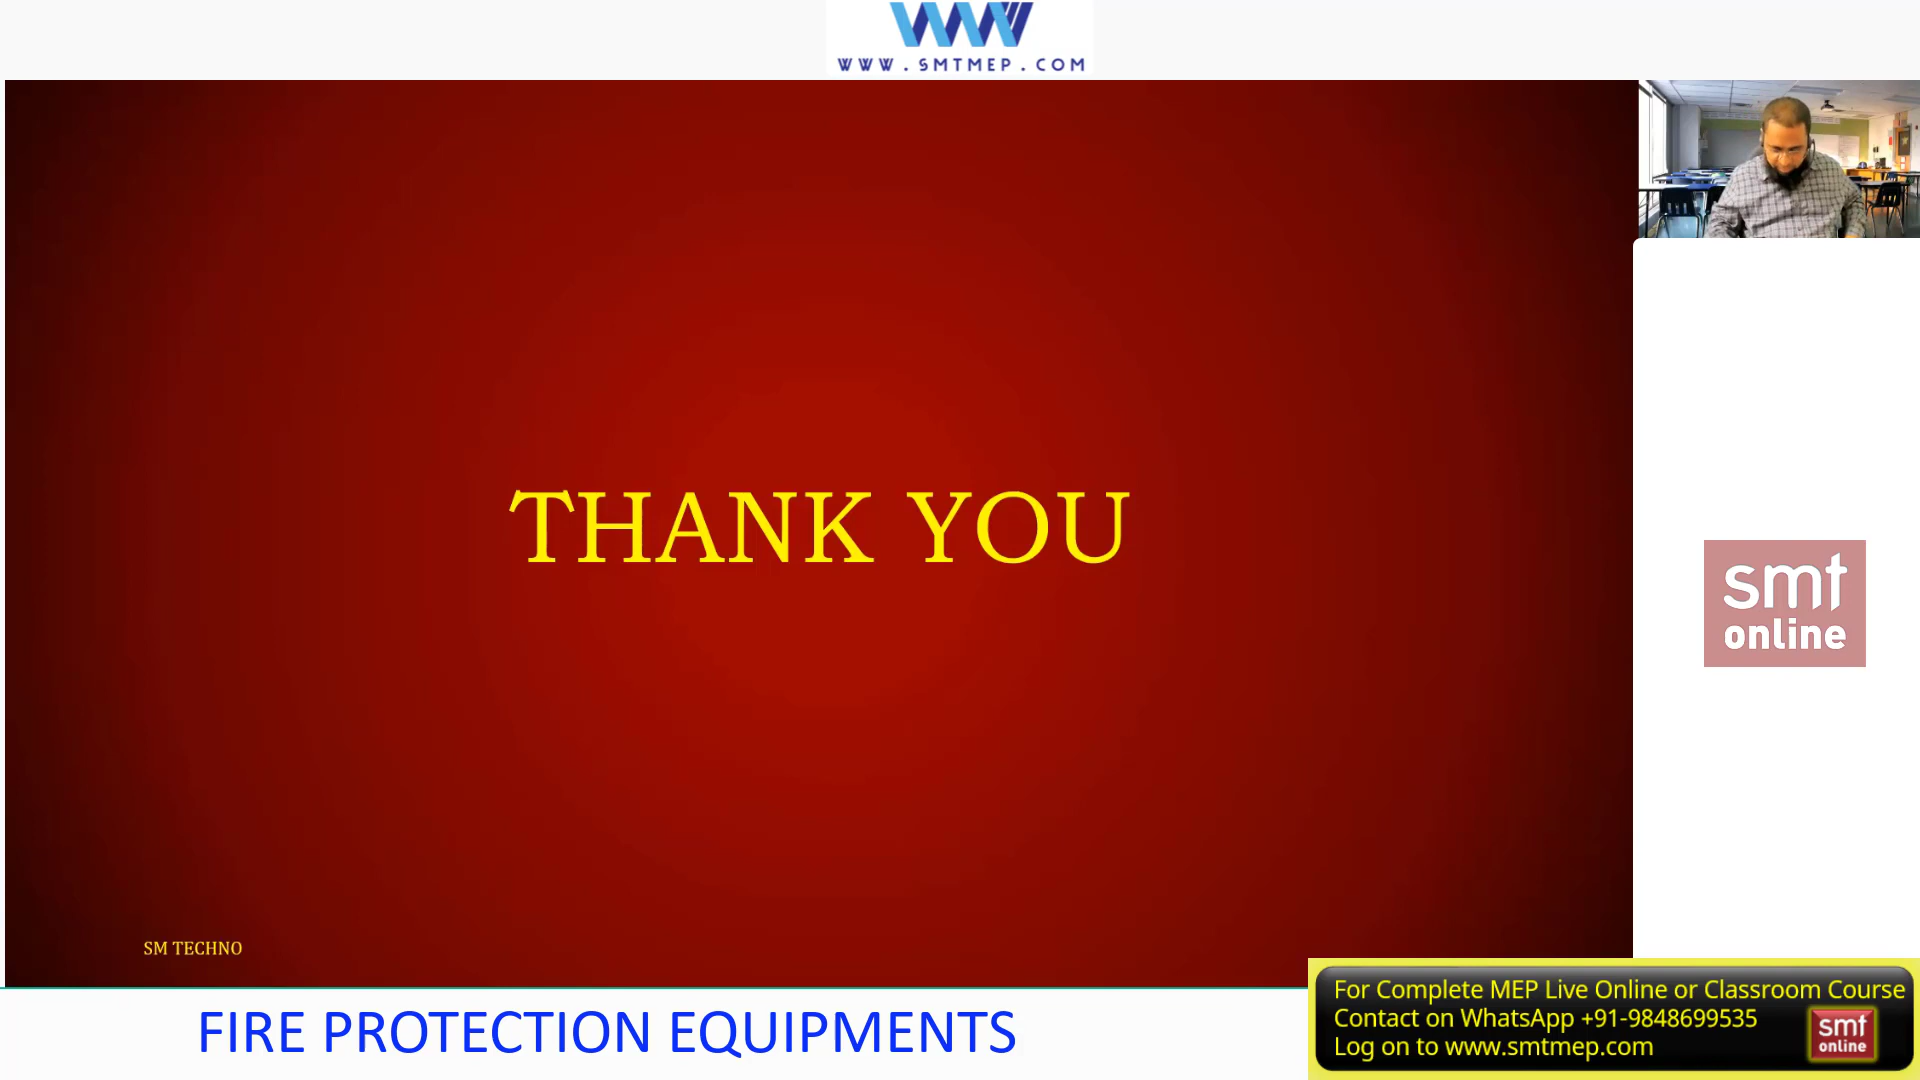 WWW.SMTMEP.COM
THANK YOU
smt
online
SM TECHNO
FIRE PROTECTION EQUIPMENTS
For Complete MEP Live Online or Classroom Course
Contact on WhatsApp +91-9848699535
Log on to www.smtmep.com
smt
online